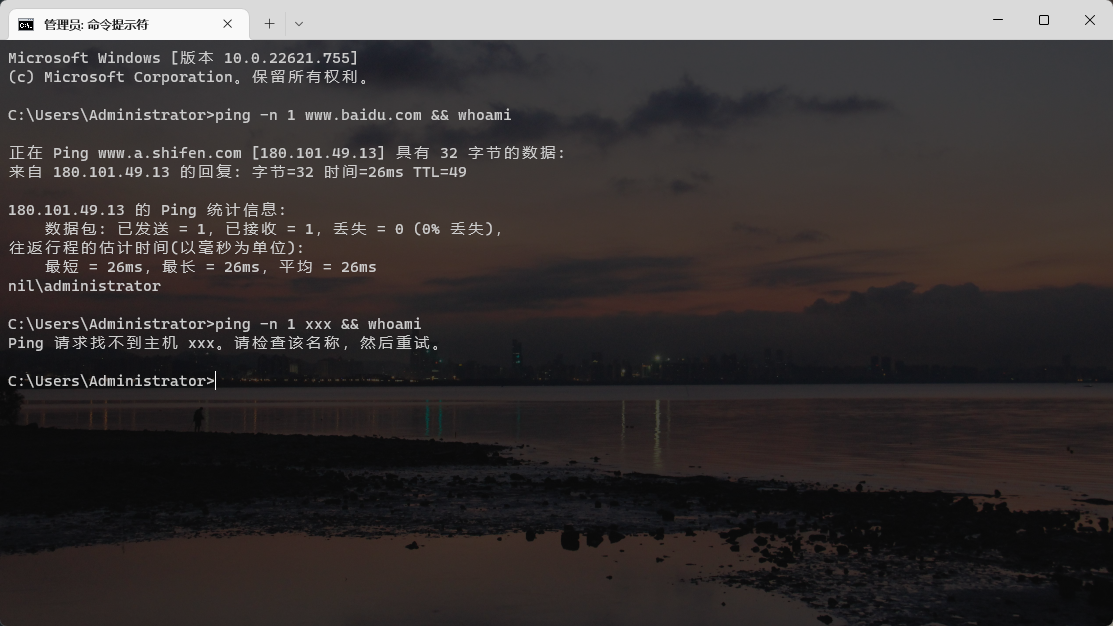 管理员: 命令提示符
Microsoft Windows [版本 10.0.22621.755]
(c) Microsoft Corporation。保留所有权利。
C:\Users\Administrator>ping -n 1 www.baidu.com && whoami
正在 Ping www.a.shifen.com [180.101.49.13] 具有 32 字节的数据:
来自 180.101.49.13 的回复: 字节=32 时间=26ms TTL=49
180.101.49.13 的 Ping 统计信息:
数据包: 已发送 = 1, 已接收 = 1, 丢失 = 0 (0% 丢失),
往返行程的估计时间(以毫秒为单位):
最短 = 26ms, 最长 = 26ms, 平均 = 26ms
nil\administrator
C:\Users\Administrator>ping -n 1 xxx && whoami
Ping 请求找不到主机 xxx。请检查该名称, 然后重试。
C:\Users\Administrator>